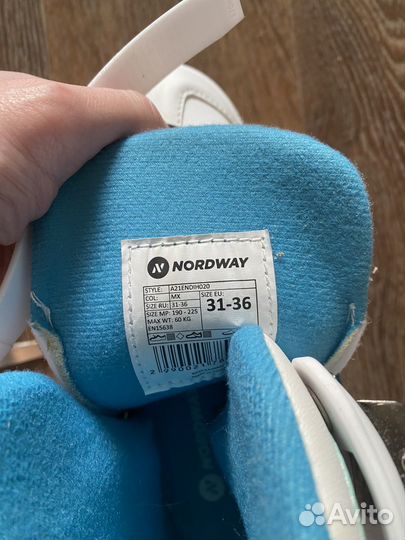 NORDWAY
STYLE: A21ENDIH020
COL: MX
SIZE RU: 31-36
SIZE MP: 190 - 225
MAX WT: 60 KG
EN15638
SIZE EU:
31-36
Avito